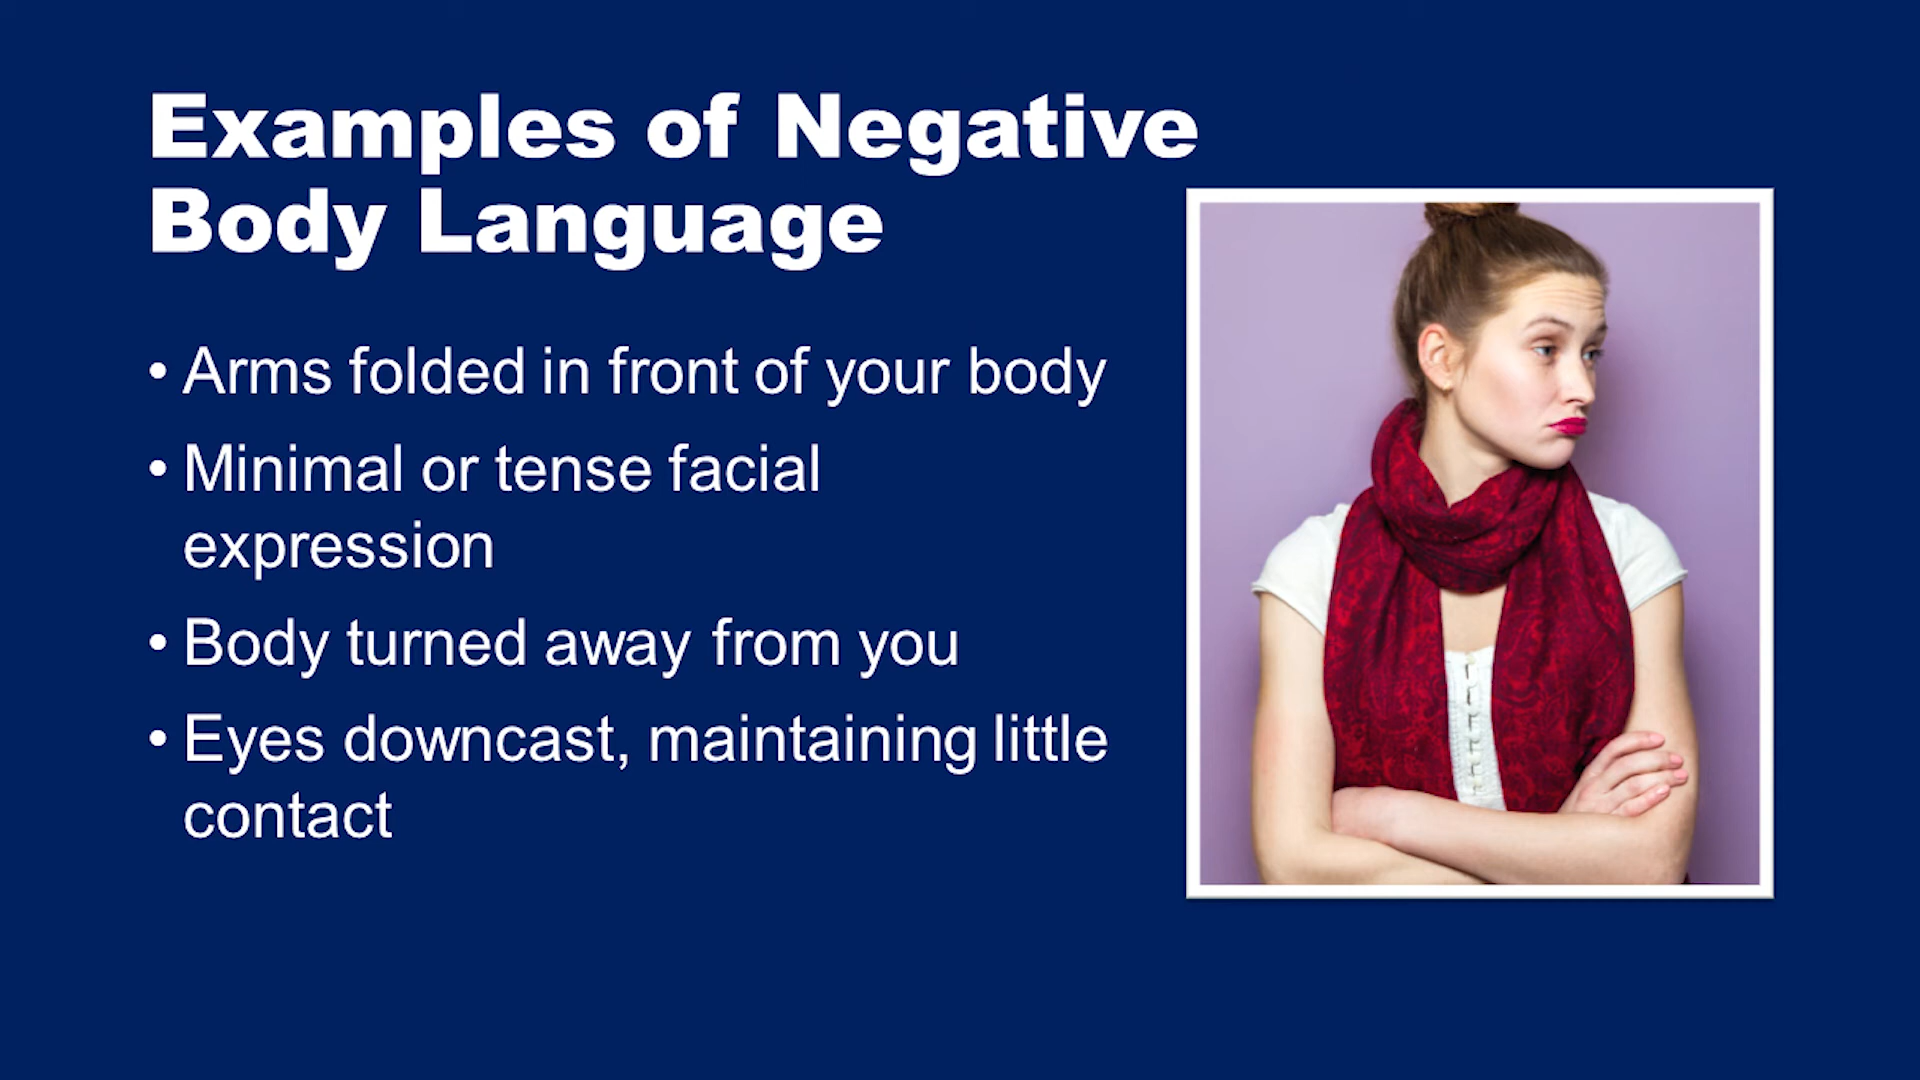 Examples of Negative
Body Language
• Arms folded in front of your body
• Minimal or tense facial
expression
• Body turned away from you
• Eyes downcast, maintaining little
contact